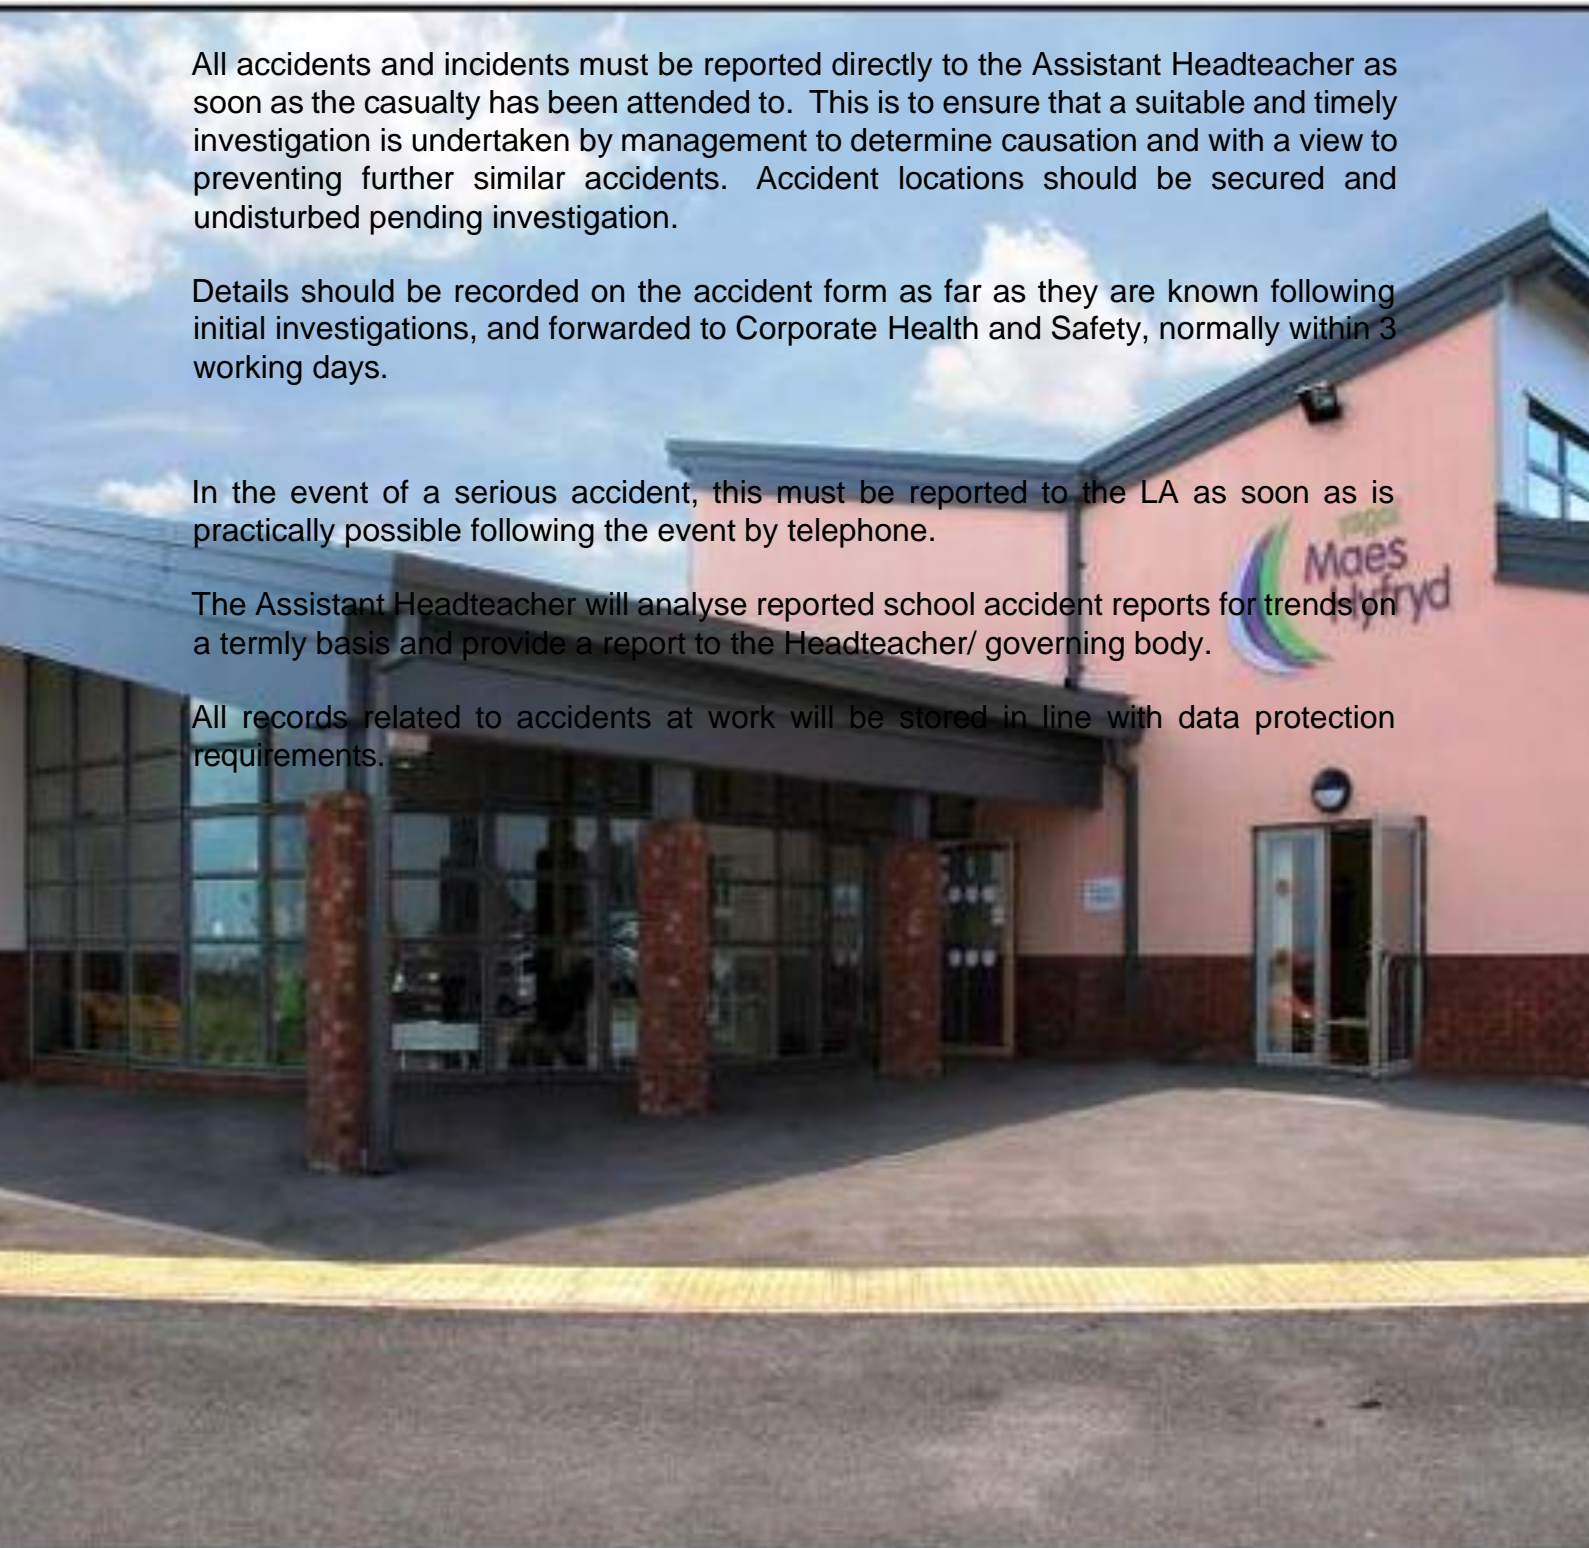 All accidents and incidents must be reported directly to the Assistant Headteacher as
soon as the casualty has been attended to. This is to ensure that a suitable and timely
investigation is undertaken by management to determine causation and with a view to
preventing further similar accidents. Accident locations should be secured and
undisturbed pending investigation.
Details should be recorded on the accident form as far as they are known following
initial investigations, and forwarded to Corporate Health and Safety, normally within 3
working days.
In the event of a serious accident, this must be reported to the LA as soon as is
practically possible following the event by telephone.
ysgol
Maes
Hyfryd
The Assistant Headteacher will analyse reported school accident reports for trends on
a termly basis and provide a report to the Headteacher/ governing body.
All records related to accidents at work will be stored in line with data protection
requirements.